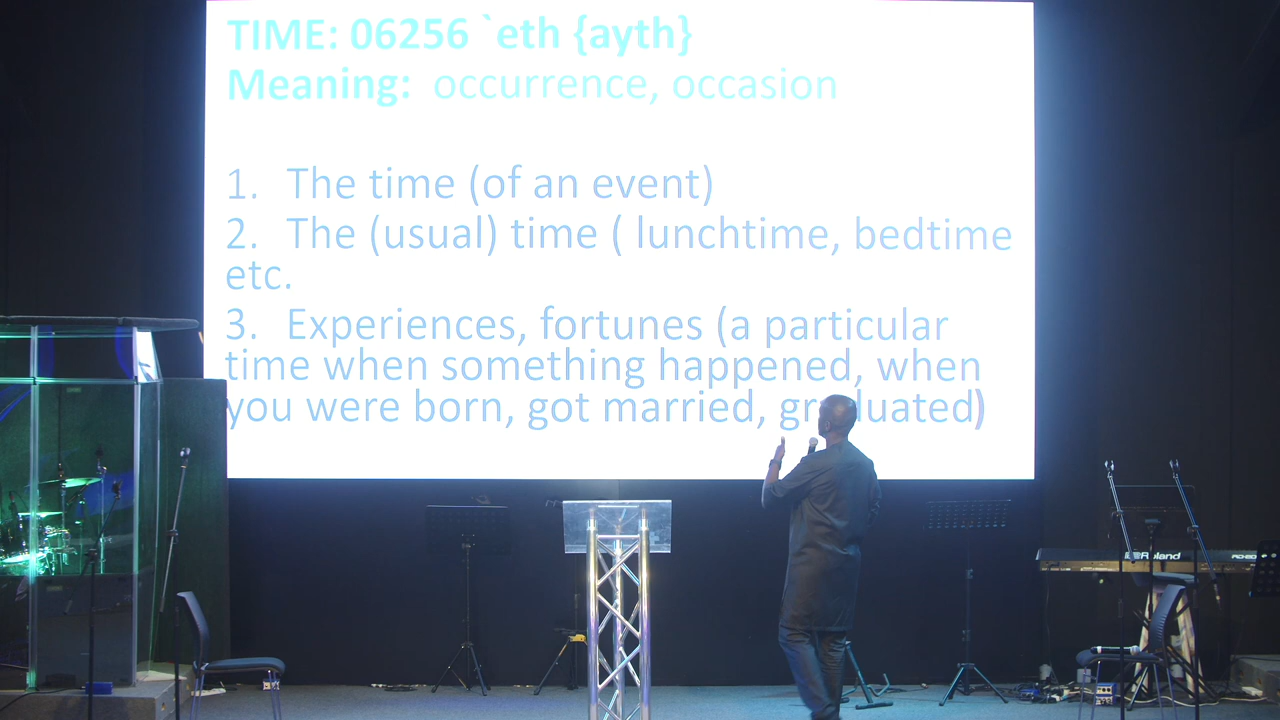 TIME: 06256 `eth {ayth}
Meaning: occurrence, occasion
1. The time (of an event)
2. The (usual) time ( lunchtime, bedtime
etc.
3. Experiences, fortunes (a particular
time when something happened, when
you were born, got married, graduated)
Roland